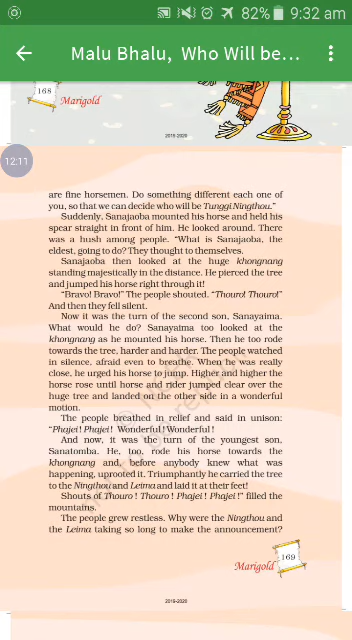 82% 9:32 am
Malu Bhalu, Who Will be...
168
Marigold
2019-2020
12:11
are fine horsemen. Do something different each one of
you, so that we can decide who will be Tunggi Ningthou."
Suddenly, Sanajaoba mounted his horse and held his
spear straight in front of him. He looked around. There
was a hush among people. "What is Sanajaoba, the
eldest, going to do? They thought to themselves.
Sanajaoba then looked at the huge khongnang
standing majestically in the distance. He pierced the tree
and jumped his horse right through it!
"Bravo! Bravo!" The people shouted. "Thouro! Thouro!"
And then they fell silent.
Now it was the turn of the second son, Sanayaima.
What would he do? Sanayaima too looked at the
khongnang as he mounted his horse. Then he too rode
towards the tree, harder and harder. The people watched
in silence, afraid even to breathe. When he was really
close, he urged his horse to jump. Higher and higher the
horse rose until horse and rider jumped clear over the
huge tree and landed on the other side in a wonderful
motion.
The people breathed in relief and said in unison:
"Phajei! Phajei! Wonderful! Wonderful!
And now, it was the turn of the youngest son,
Sanatomba. He, too, rode his horse towards the
khongnang and, before anybody knew what was
happening, uprooted it. Triumphantly he carried the tree
to the Ningthou and Leima and laid it at their feet!
Shouts of Thouro! Thouro! Phajei! Phajei!" filled the
mountains.
The people grew restless. Why were the Ningthou and
the Leima taking so long to make the announcement?
169
Marigold
2019-2020